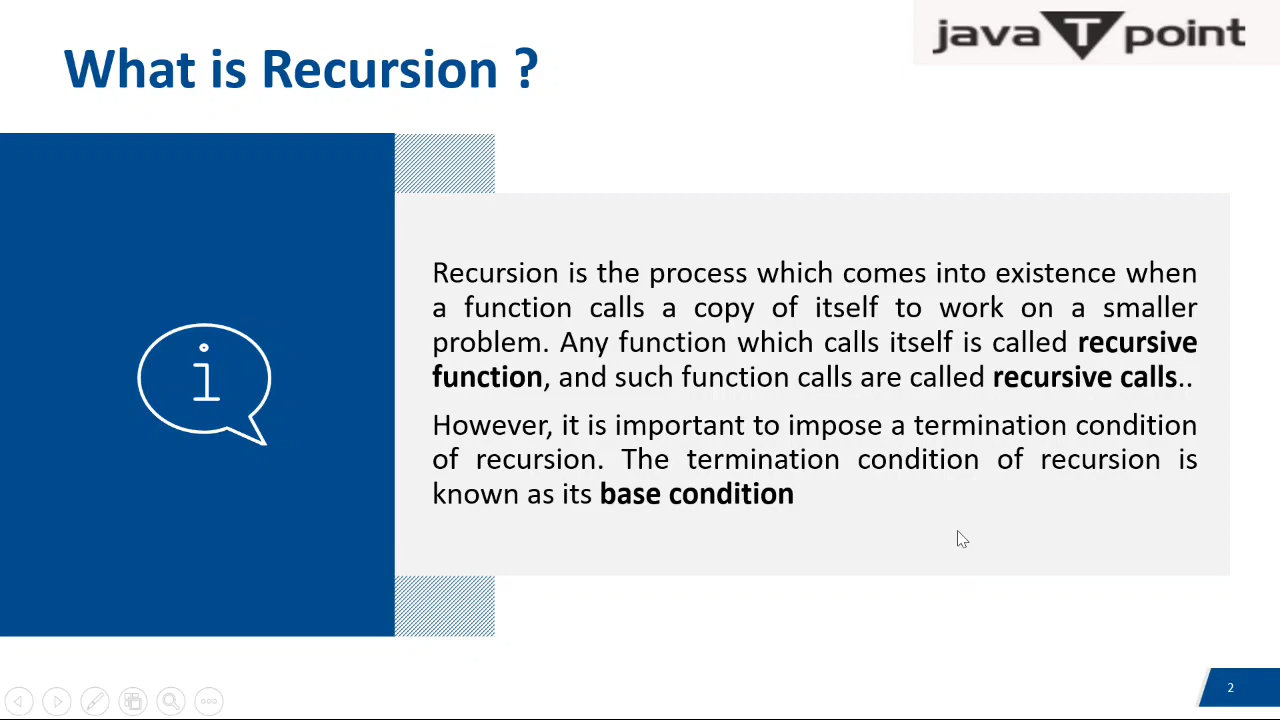 java T point
What is Recursion ?
Recursion is the process which comes into existence when
a function calls a copy of itself to work on a smaller
problem. Any function which calls itself is called recursive
function, and such function calls are called recursive calls..
However, it is important to impose a termination condition
of recursion. The termination condition of recursion is
known as its base condition
2